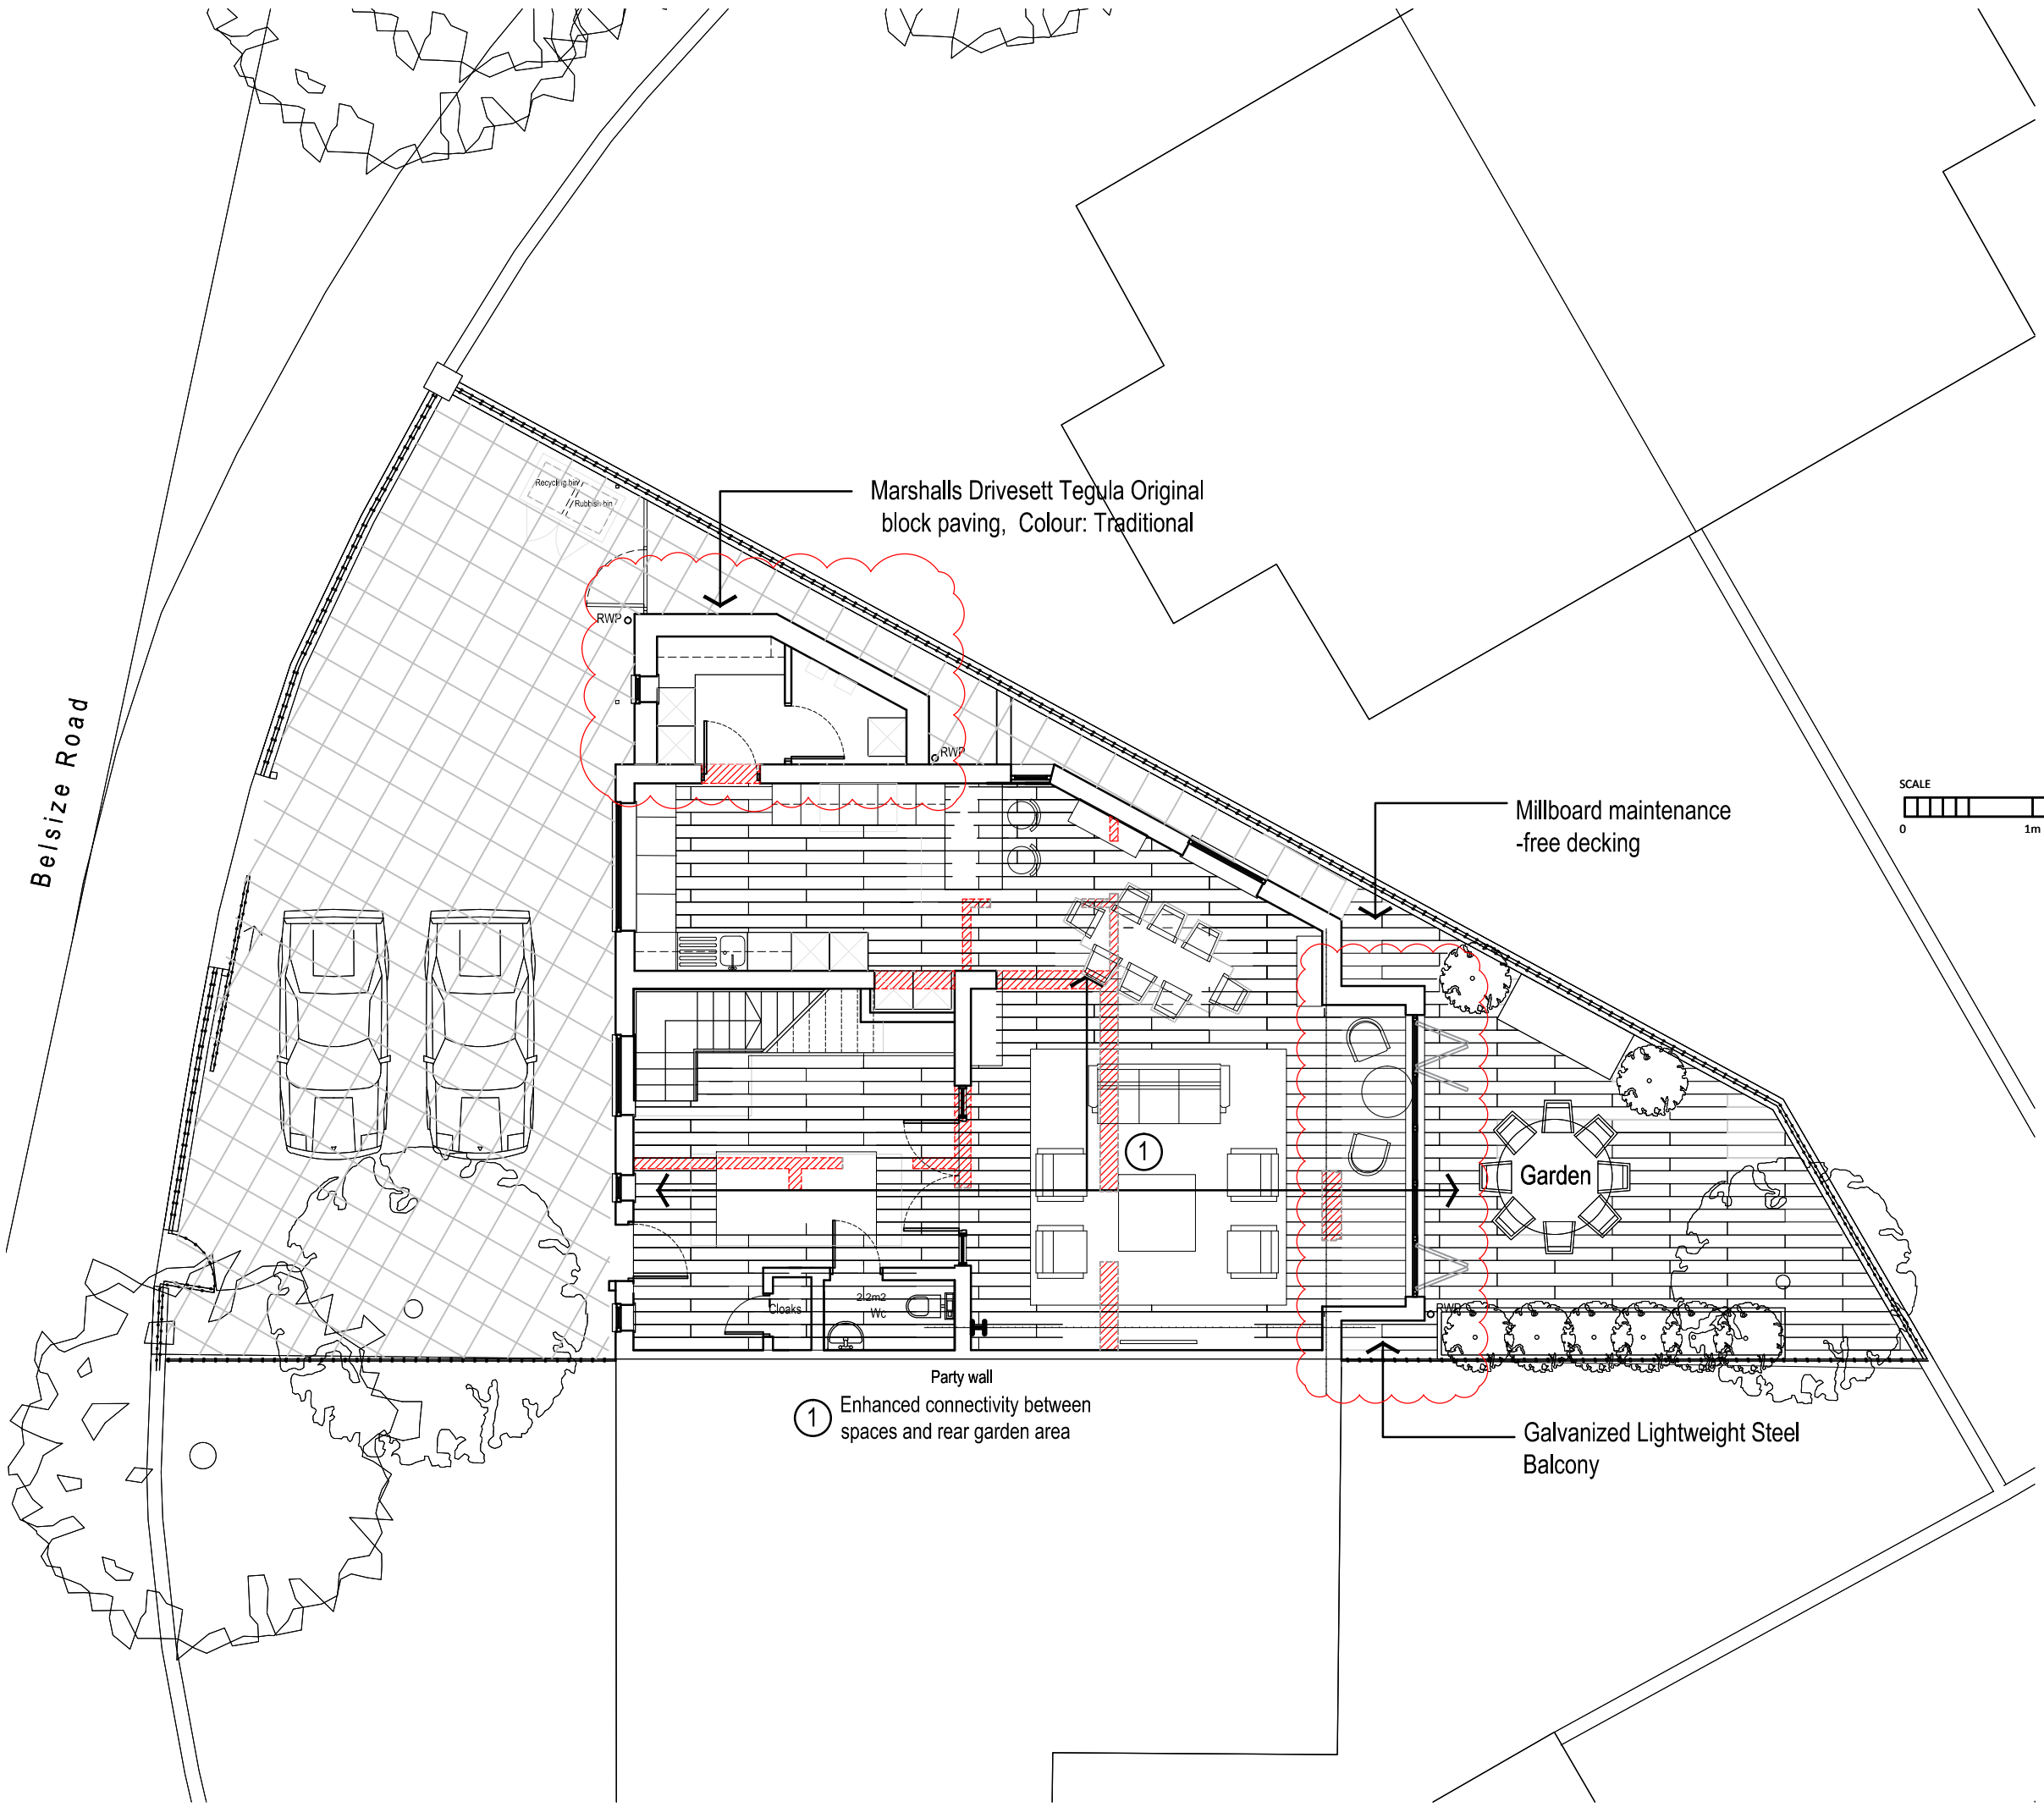 Recycling bin
Rubbish bin
Marshalls Drivesett Tegula Original
block paving, Colour: Traditional
RWP
RWP
Belsize Road
SCALE
0 1m
Millboard maintenance
-free decking
1
Garden
Cloaks
2.2m2
Wc
RWP
Party wall
1 Enhanced connectivity between
spaces and rear garden area
Galvanized Lightweight Steel
Balcony